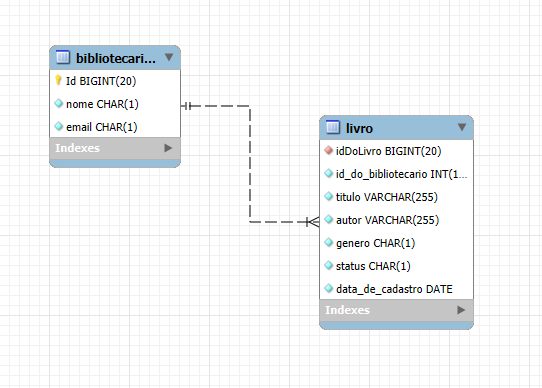 bibliotecari...
Id BIGINT(20)
nome CHAR(1)
email CHAR(1)
Indexes
livro
idDoLivro BIGINT(20)
id_do_bibliotecario INT(1...
titulo VARCHAR(255)
autor VARCHAR(255)
genero CHAR(1)
status CHAR(1)
data_de_cadastro DATE
Indexes